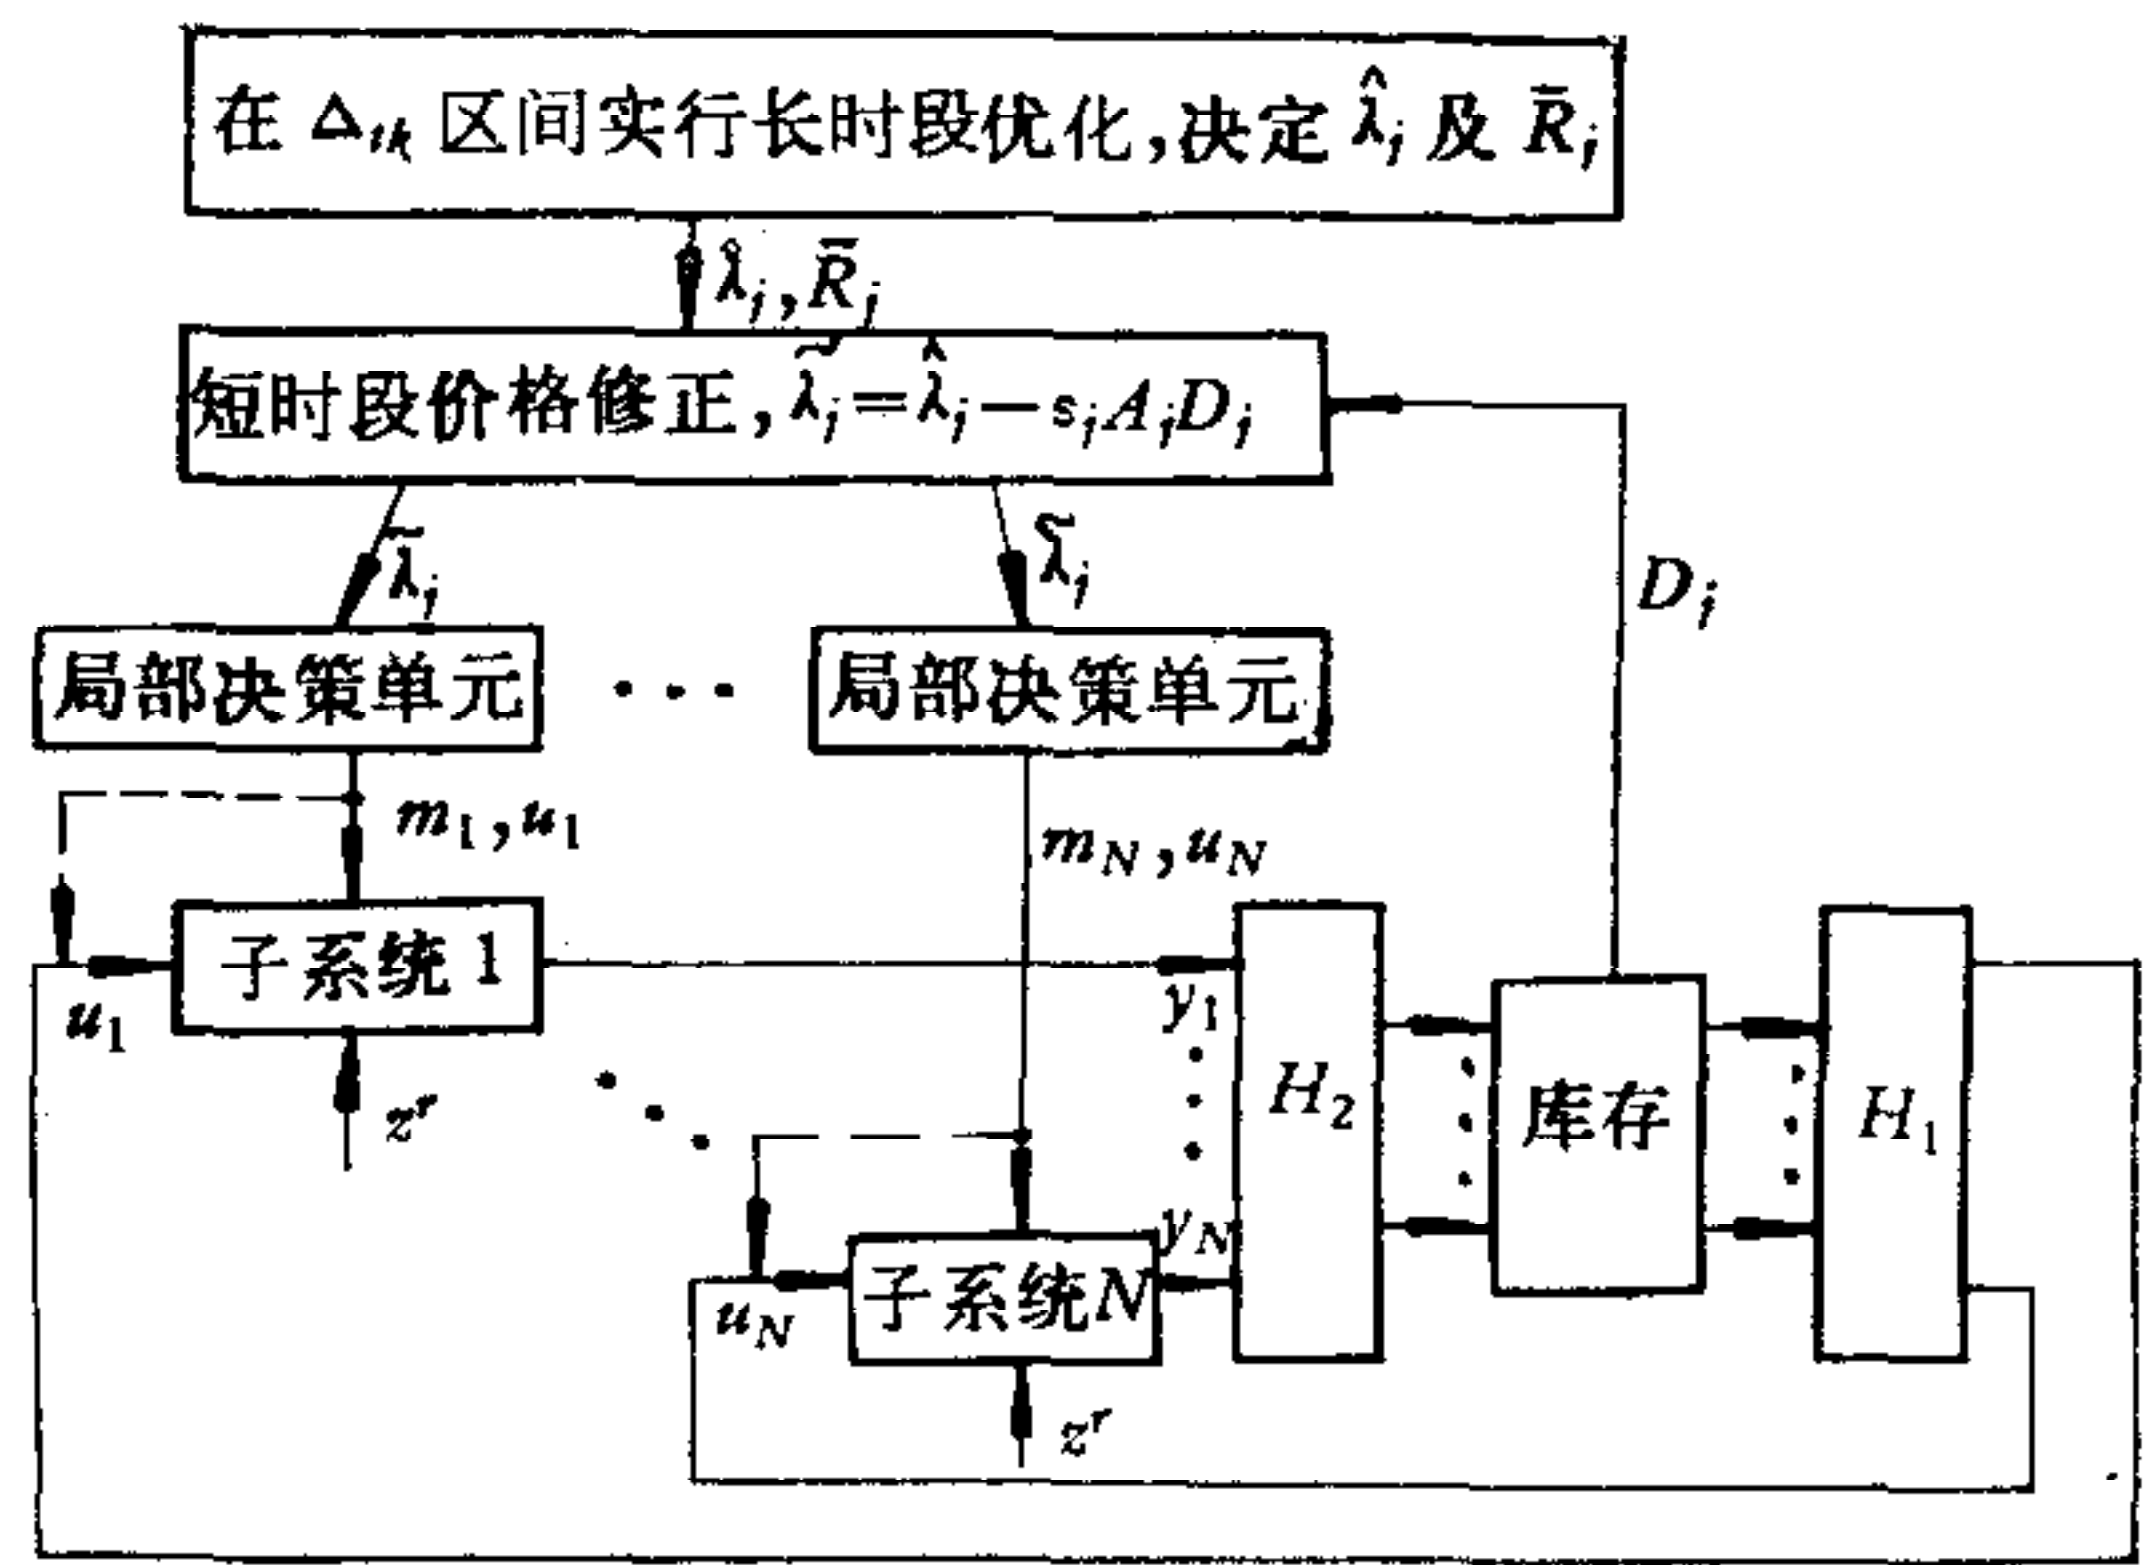 在 Δtk 区间实行长时段优化,决定 λ̂j 及 R̄j
λ̂j,R̄j
短时段价格修正,λ̃j=λ̂j−sjAjDj
λ̃j
λ̃j
Dj
局部决策单元 ··· 局部决策单元
m1,u1
mN,uN
子系统1
u1
y1
zr
H2
库存
H1
yN
子系统N
uN
zr